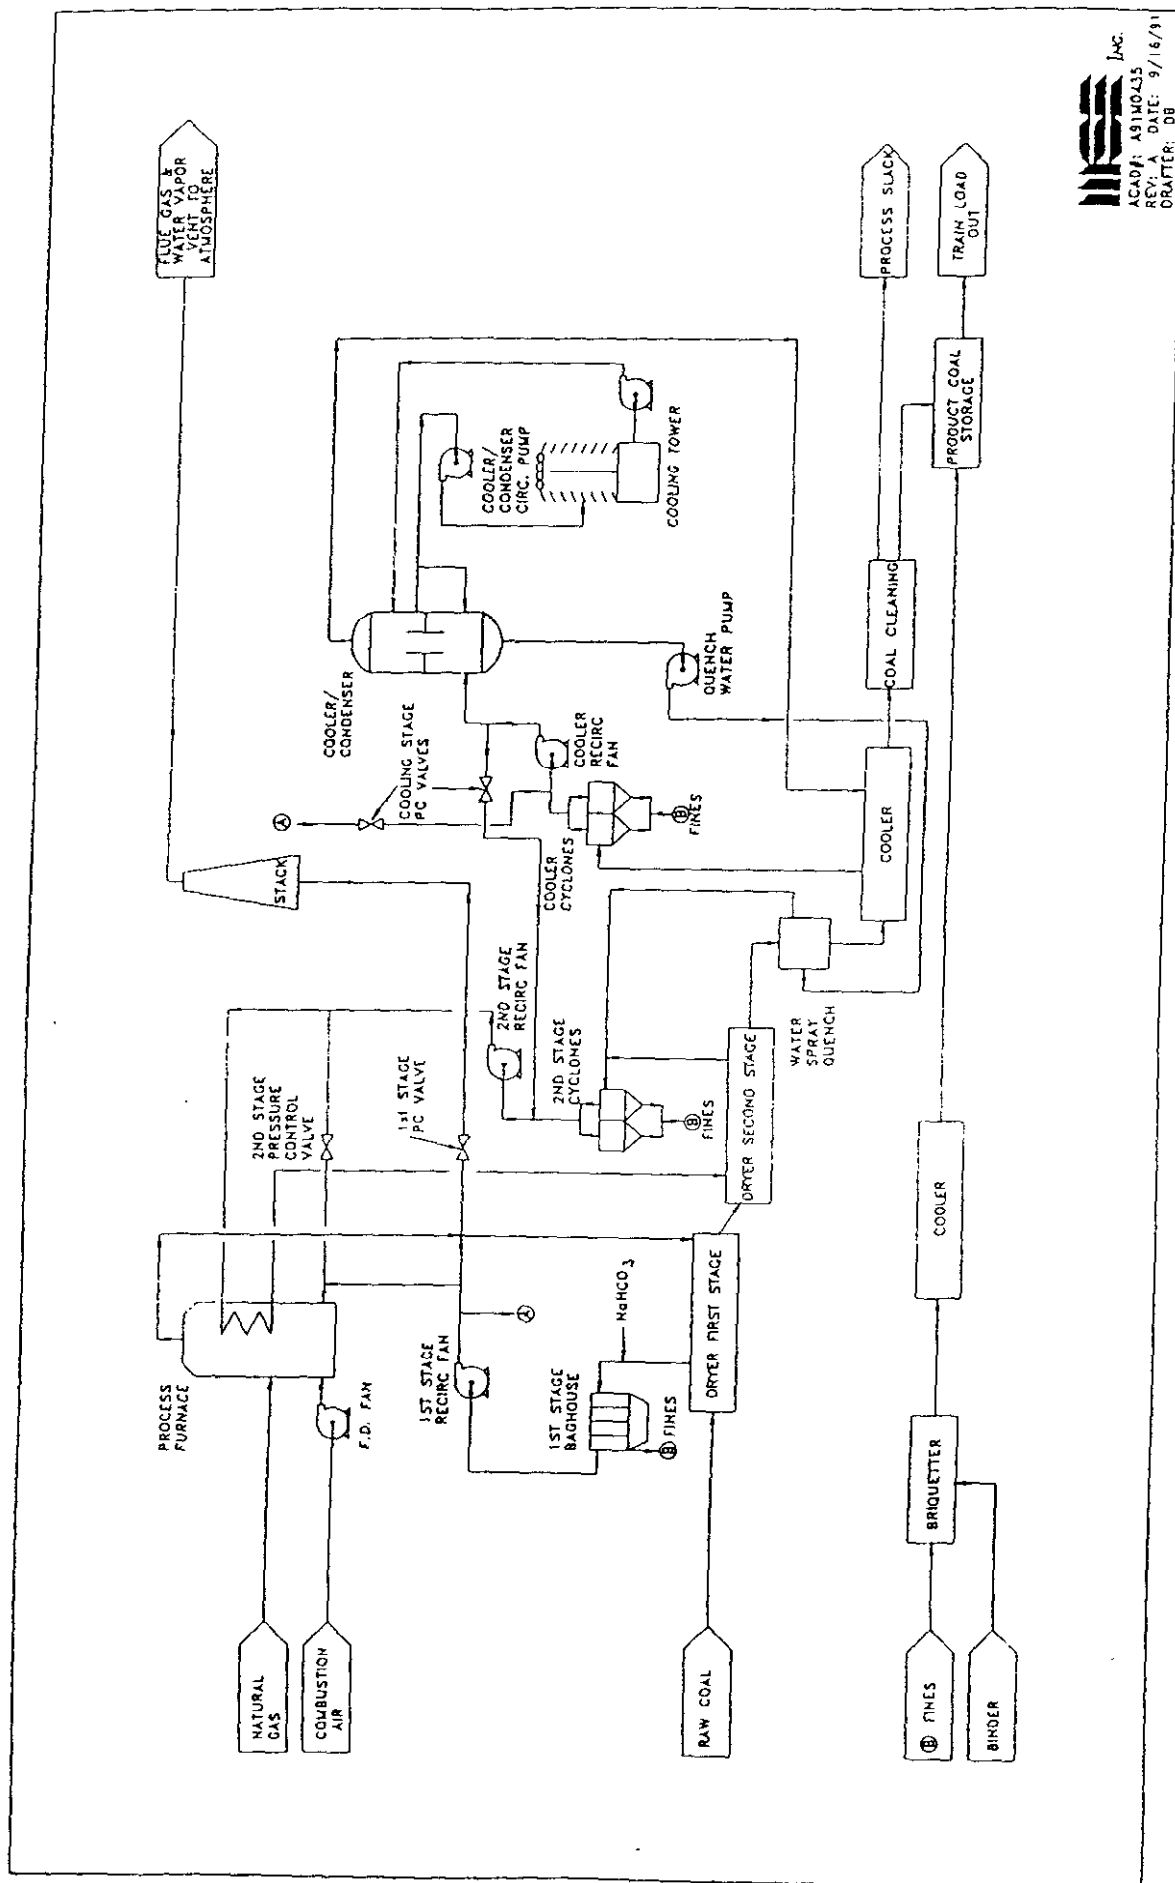 FLUE GAS &
WATER VAPOR
VENT TO
ATMOSPHERE
NATURAL
GAS
COMBUSTION
AIR
PROCESS
FURNACE
F.D. FAN
2ND STAGE
PRESSURE
CONTROL
VALVE
1st STAGE
PC VALVE
1ST STAGE
RECIRC FAN
A
STACK
A
COOLING STAGE
PC VALVES
COOLER/
CONDENSER
COOLER/
CONDENSER
CIRC. PUMP
COOLING TOWER
2ND STAGE
RECIRC FAN
COOLER
CYCLONES
COOLER
RECIRC
FAN
QUENCH
WATER PUMP
1ST STAGE
BAGHOUSE
B FINES
NaHCO3
2ND STAGE
CYCLONES
B
FINES
B
FINES
RAW COAL
DRYER FIRST STAGE
DRYER SECOND STAGE
WATER
SPRAY
QUENCH
COOLER
COAL CLEANING
PROCESS SLACK
B FINES
BINDER
BRIQUETTER
COOLER
PRODUCT COAL
STORAGE
TRAIN LOAD
OUT
INC.
ACAD#: A91M0435
REV: A DATE: 9/16/91
DRAFTER: DB